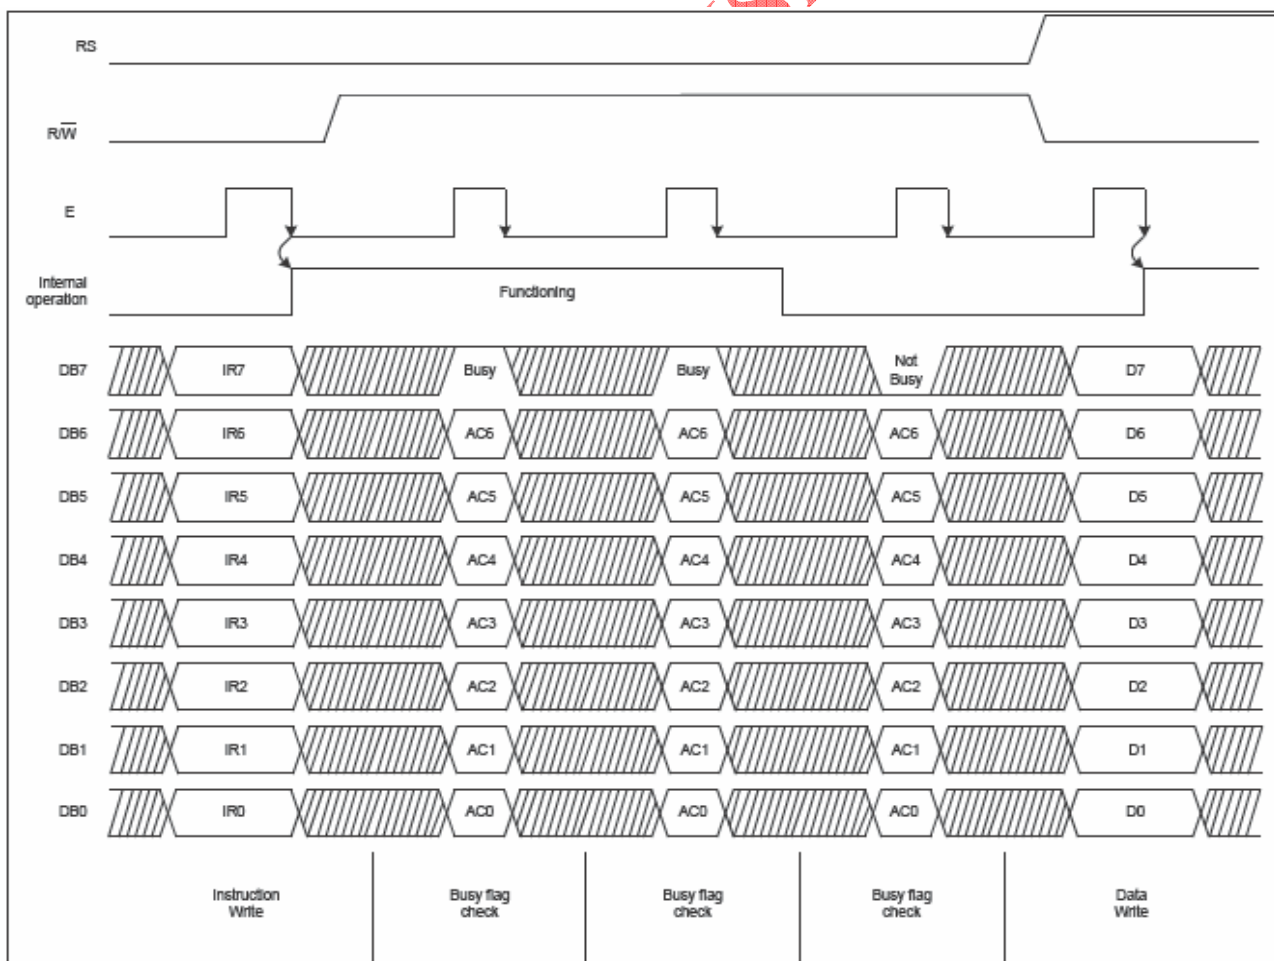 RS
R/W̅
E
Internal
operation
Functioning
DB7 IR7 Busy Busy Not Busy D7
DB6 IR6 AC6 AC6 AC6 D6
DB5 IR5 AC5 AC5 AC5 D5
DB4 IR4 AC4 AC4 AC4 D4
DB3 IR3 AC3 AC3 AC3 D3
DB2 IR2 AC2 AC2 AC2 D2
DB1 IR1 AC1 AC1 AC1 D1
DB0 IR0 AC0 AC0 AC0 D0
Instruction
Write
Busy flag
check
Busy flag
check
Busy flag
check
Data
Write